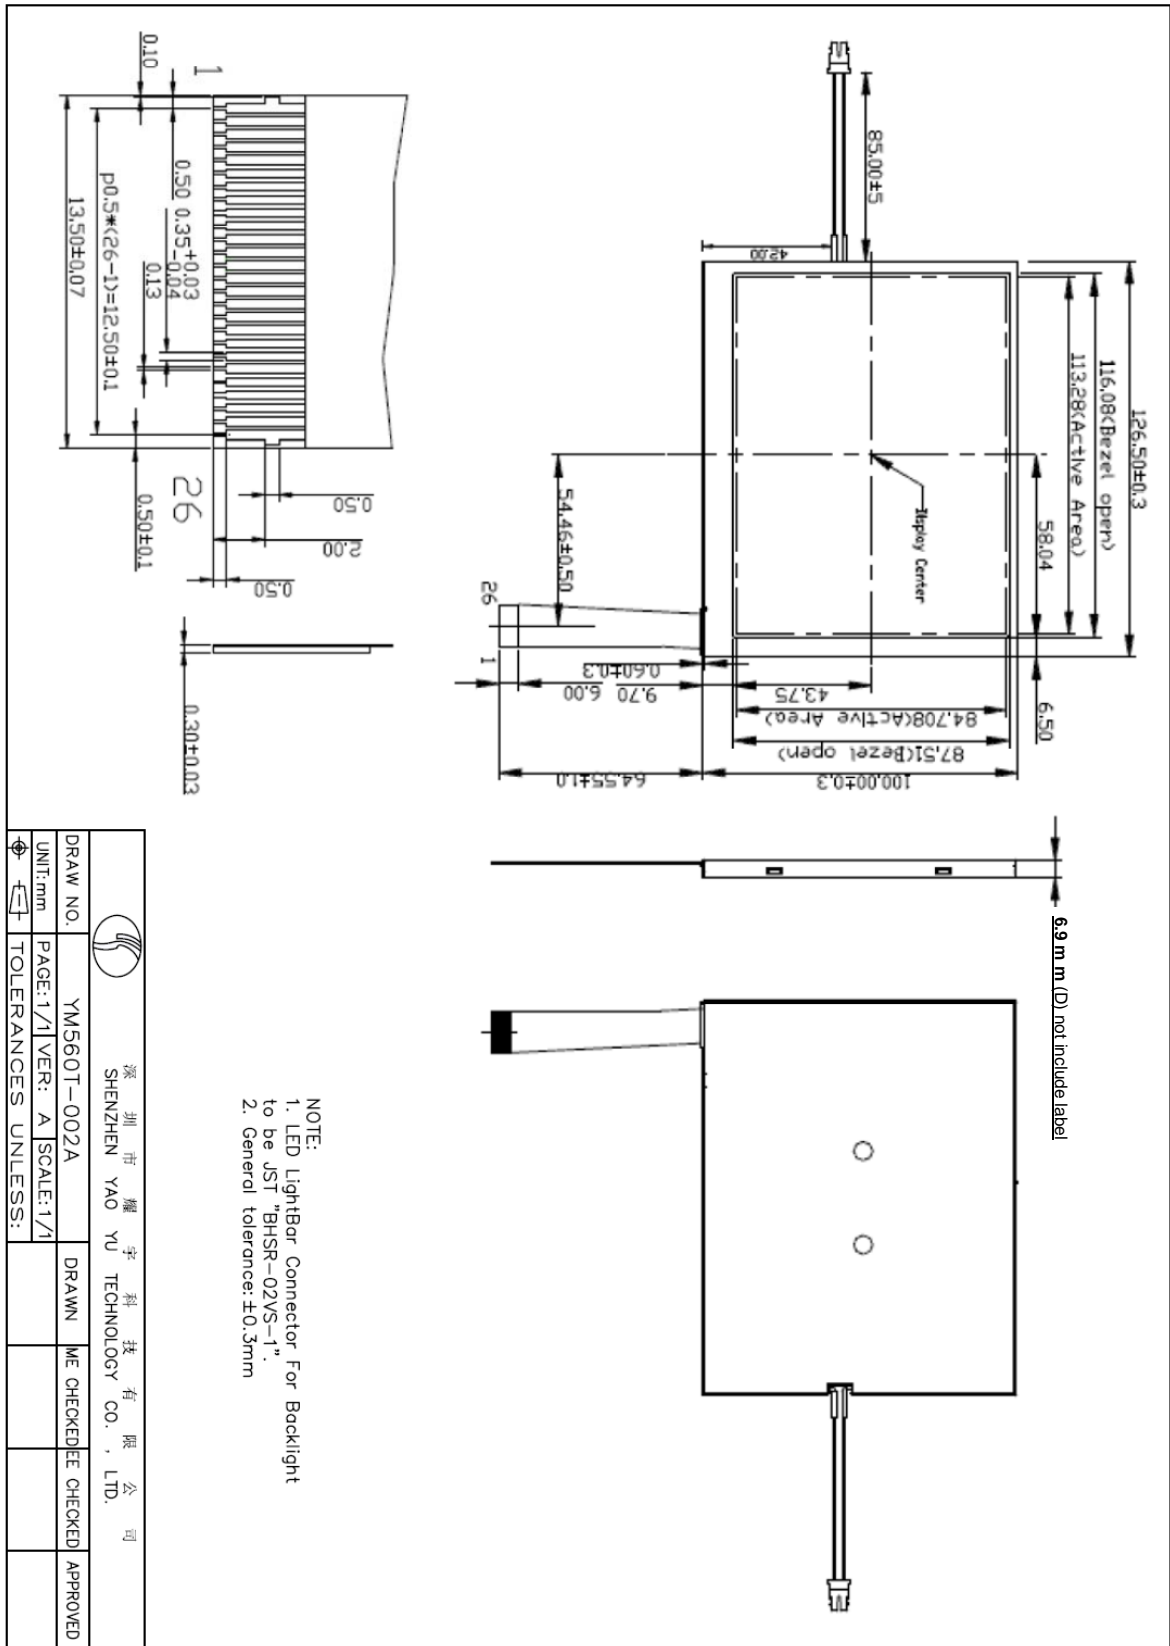 126.50±0.3
116.08(Bezel open)
113.28(Active Area)
58.04
6.50
85.00±5
42.00
Display Center
54.46±0.50
26
1
0.60±0.3
6.00
9.70
43.75
84.708(Active Area)
87.51(Bezel open)
64.55±1.0
100.00±0.3
0.10
1
0.50
0.35+0.03-0.04
0.13
p0.5*(26-1)=12.50±0.1
13.50±0.07
26
0.50±0.1
0.50
2.00
0.50
0.30±0.03
6.9 m m (D) not include label
NOTE:
1. LED LightBar Connector For Backlight
to be JST "BHSR-02VS-1".
2. General tolerance:±0.3mm
深圳市耀宇科技有限公司
SHENZHEN YAO YU TECHNOLOGY CO. , LTD.
DRAW NO. YM560T-002A DRAWN ME CHECKED EE CHECKED APPROVED
UNIT:mm PAGE:1/1 VER: A SCALE:1/1
TOLERANCES UNLESS: